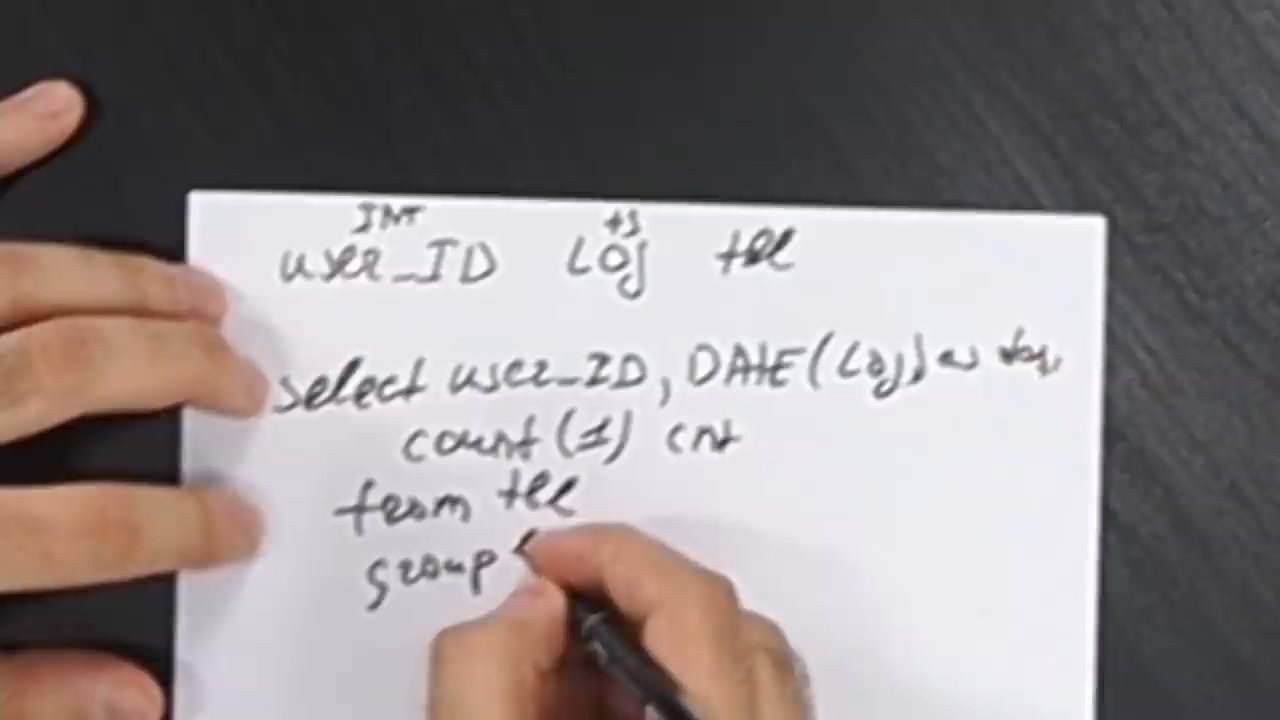 INT ts
user_ID Log tbl
select user_ID, DATE(Log) as day,
count(1) cnt
from tbl
group